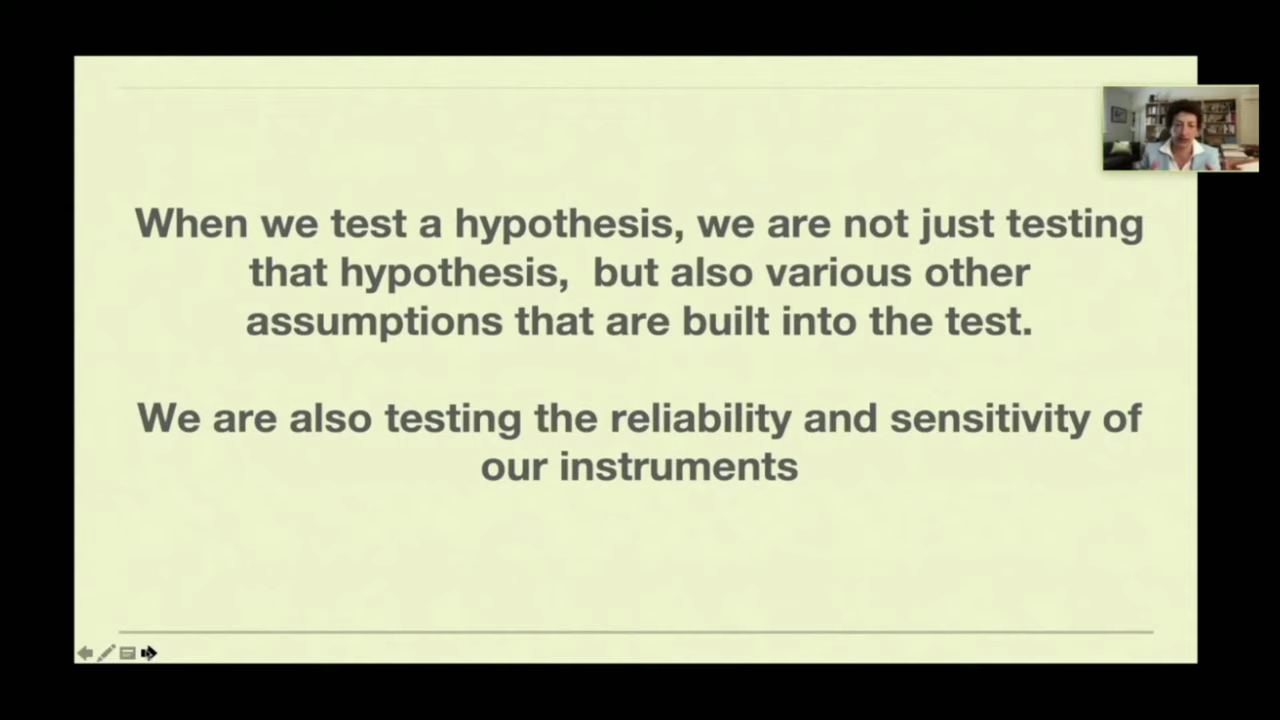 When we test a hypothesis, we are not just testing
that hypothesis,  but also various other
assumptions that are built into the test.
We are also testing the reliability and sensitivity of
our instruments